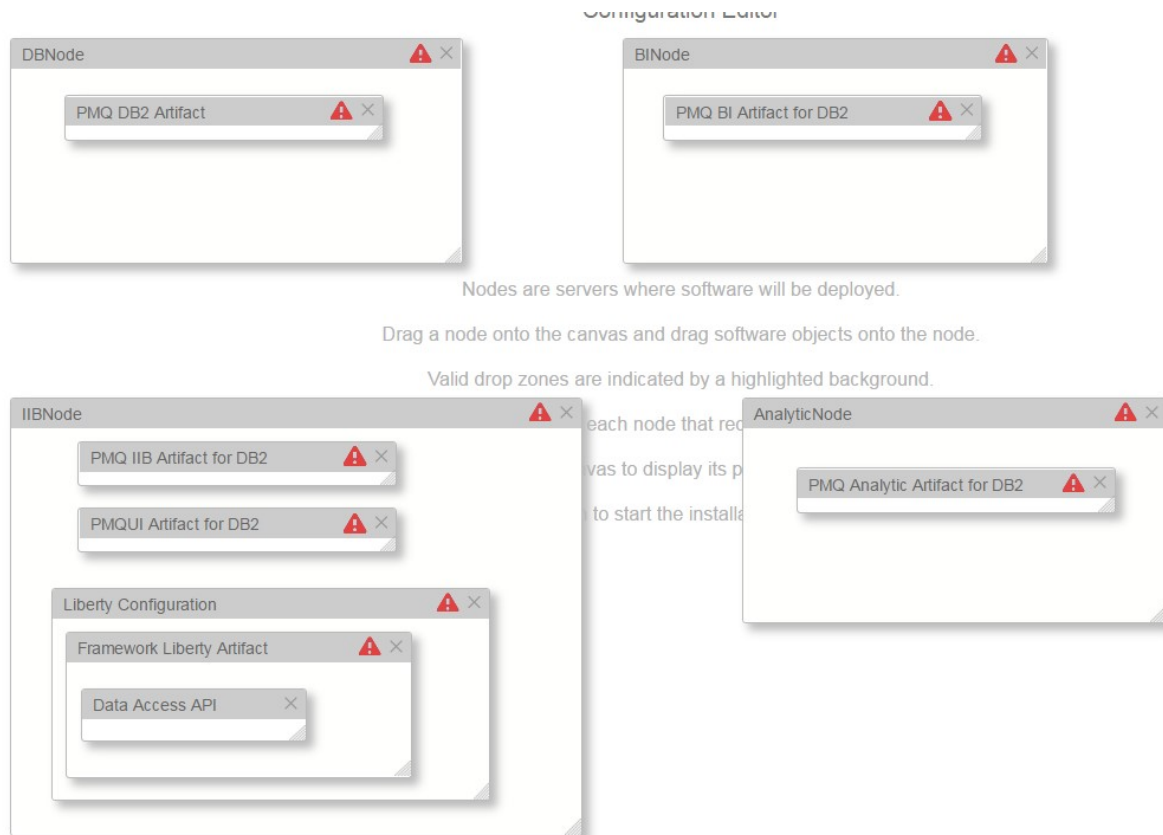 Configuration Editor
DBNode
BINode
PMQ DB2 Artifact
PMQ BI Artifact for DB2
Nodes are servers where software will be deployed.
Drag a node onto the canvas and drag software objects onto the node.
Valid drop zones are indicated by a highlighted background.
IIBNode
each node that
AnalyticNode
PMQ IIB Artifact for DB2
to display its
PMQ Analytic Artifact for DB2
PMQUI Artifact for DB2
to start the
Liberty Configuration
Framework Liberty Artifact
Data Access API